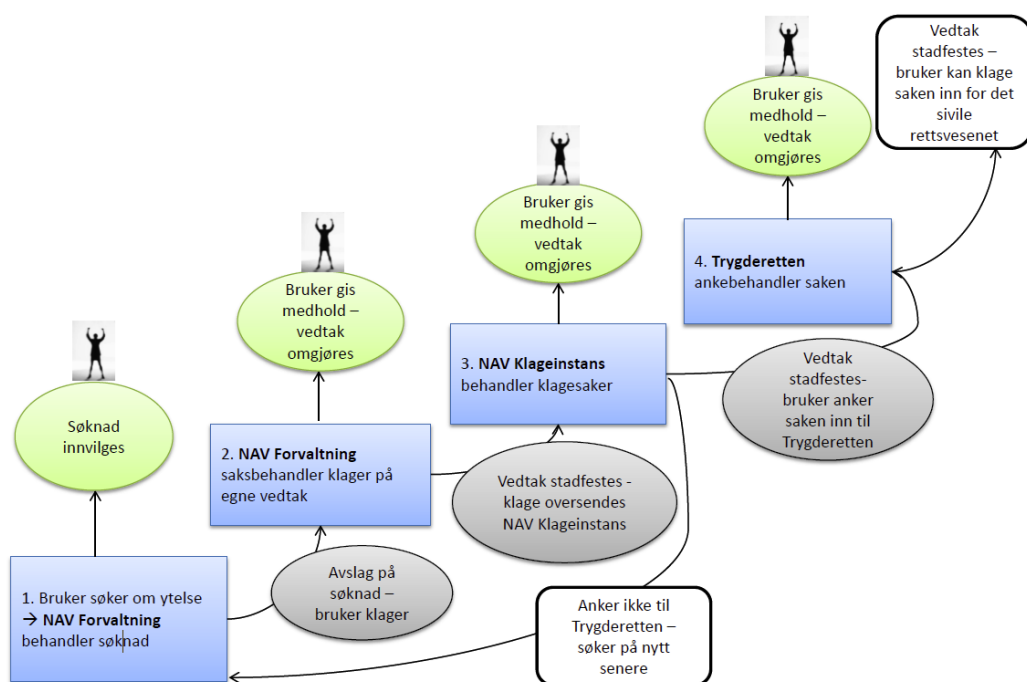 Vedtak
stadfestes –
bruker kan klage
saken inn for det
sivile
rettsvesenet
Bruker gis
medhold –
vedtak
omgjøres
4. Trygderetten
ankebehandler saken
Bruker gis
medhold –
vedtak
omgjøres
3. NAV Klageinstans
behandler klagesaker
Vedtak
stadfestes-
bruker anker
saken inn til
Trygderetten
Bruker gis
medhold –
vedtak
omgjøres
2. NAV Forvaltning
saksbehandler klager på
egne vedtak
Vedtak stadfestes -
klage oversendes
NAV Klageinstans
Søknad
innvilges
1. Bruker søker om ytelse
→ NAV Forvaltning
behandler søknad
Avslag på
søknad –
bruker klager
Anker ikke til
Trygderetten –
søker på nytt
senere